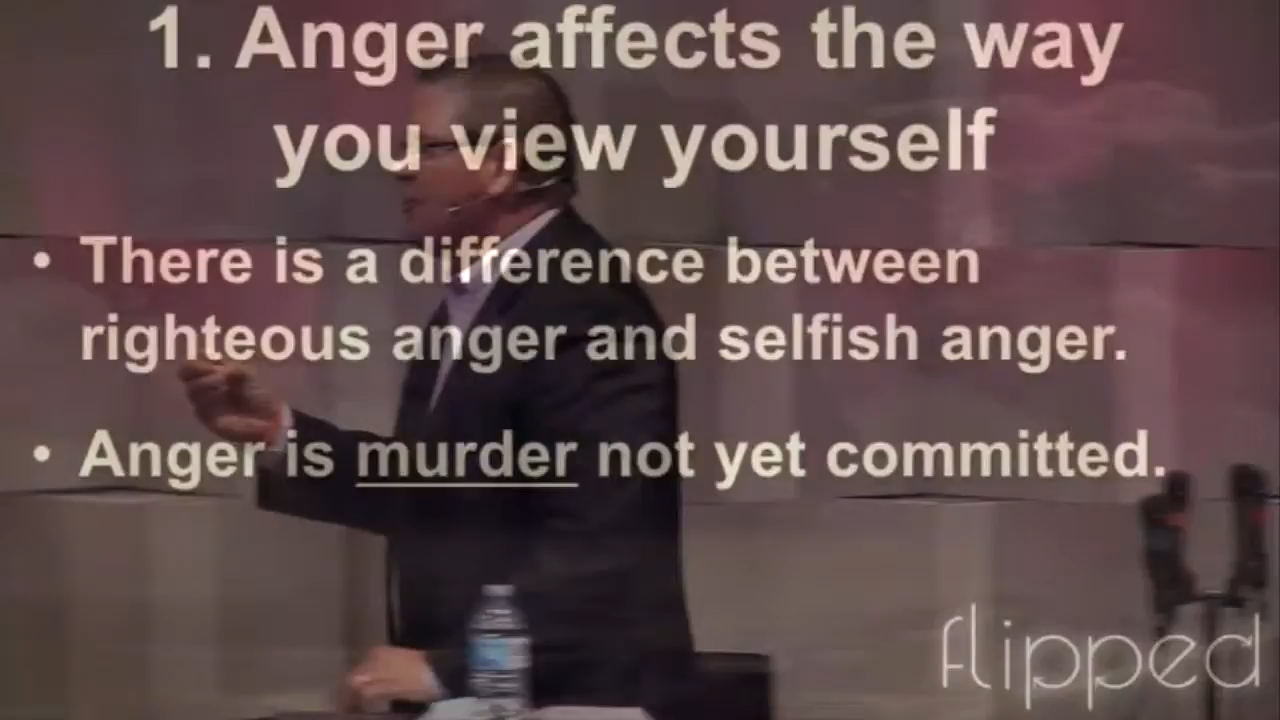 1. Anger affects the way
you view yourself
• There is a difference between
righteous anger and selfish anger.
• Anger is murder not yet committed.
flipped